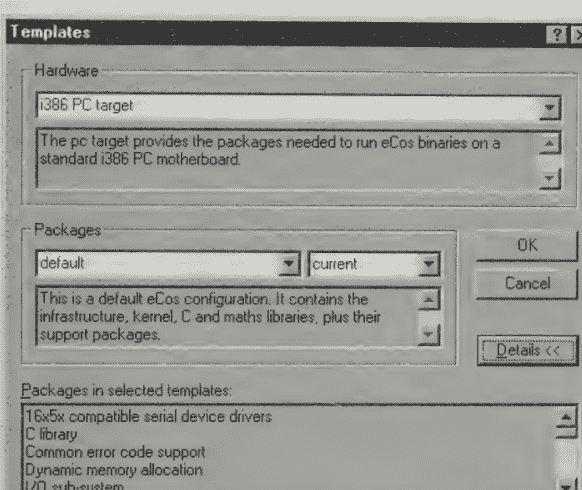 Templates
Hardware
i386 PC target
The pc target provides the packages needed to run eCos binaries on a
standard i386 PC motherboard.
Packages
default
current
OK
This is a default eCos configuration. It contains the
infrastructure, kernel, C and maths libraries, plus their
support packages.
Cancel
Details <<
Packages in selected templates:
16x5x compatible serial device drivers
C library
Common error code support
Dynamic memory allocation
I/O sub-system